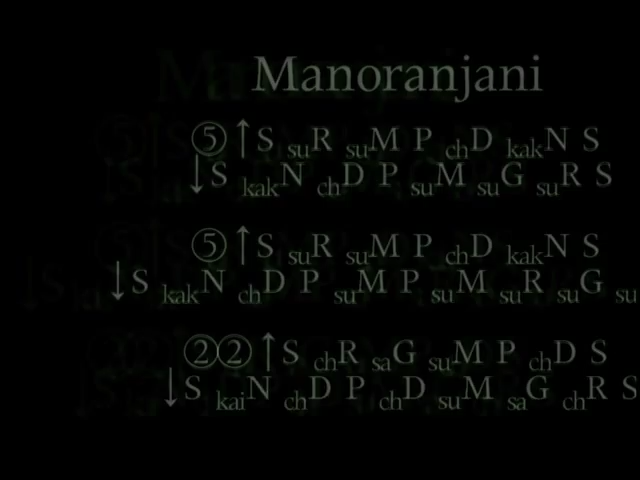 Manoranjani
⑤ ↑ S suR suM P chD kakN S
↓ S kakN chD P suM suG suR S
⑤ ↑ S suR suM P chD kakN S
↓ S kakN chD P suM P suM suR suG su
②② ↑ S chR saG suM P chD S
↓ S kaiN chD P chD suM saG chR S